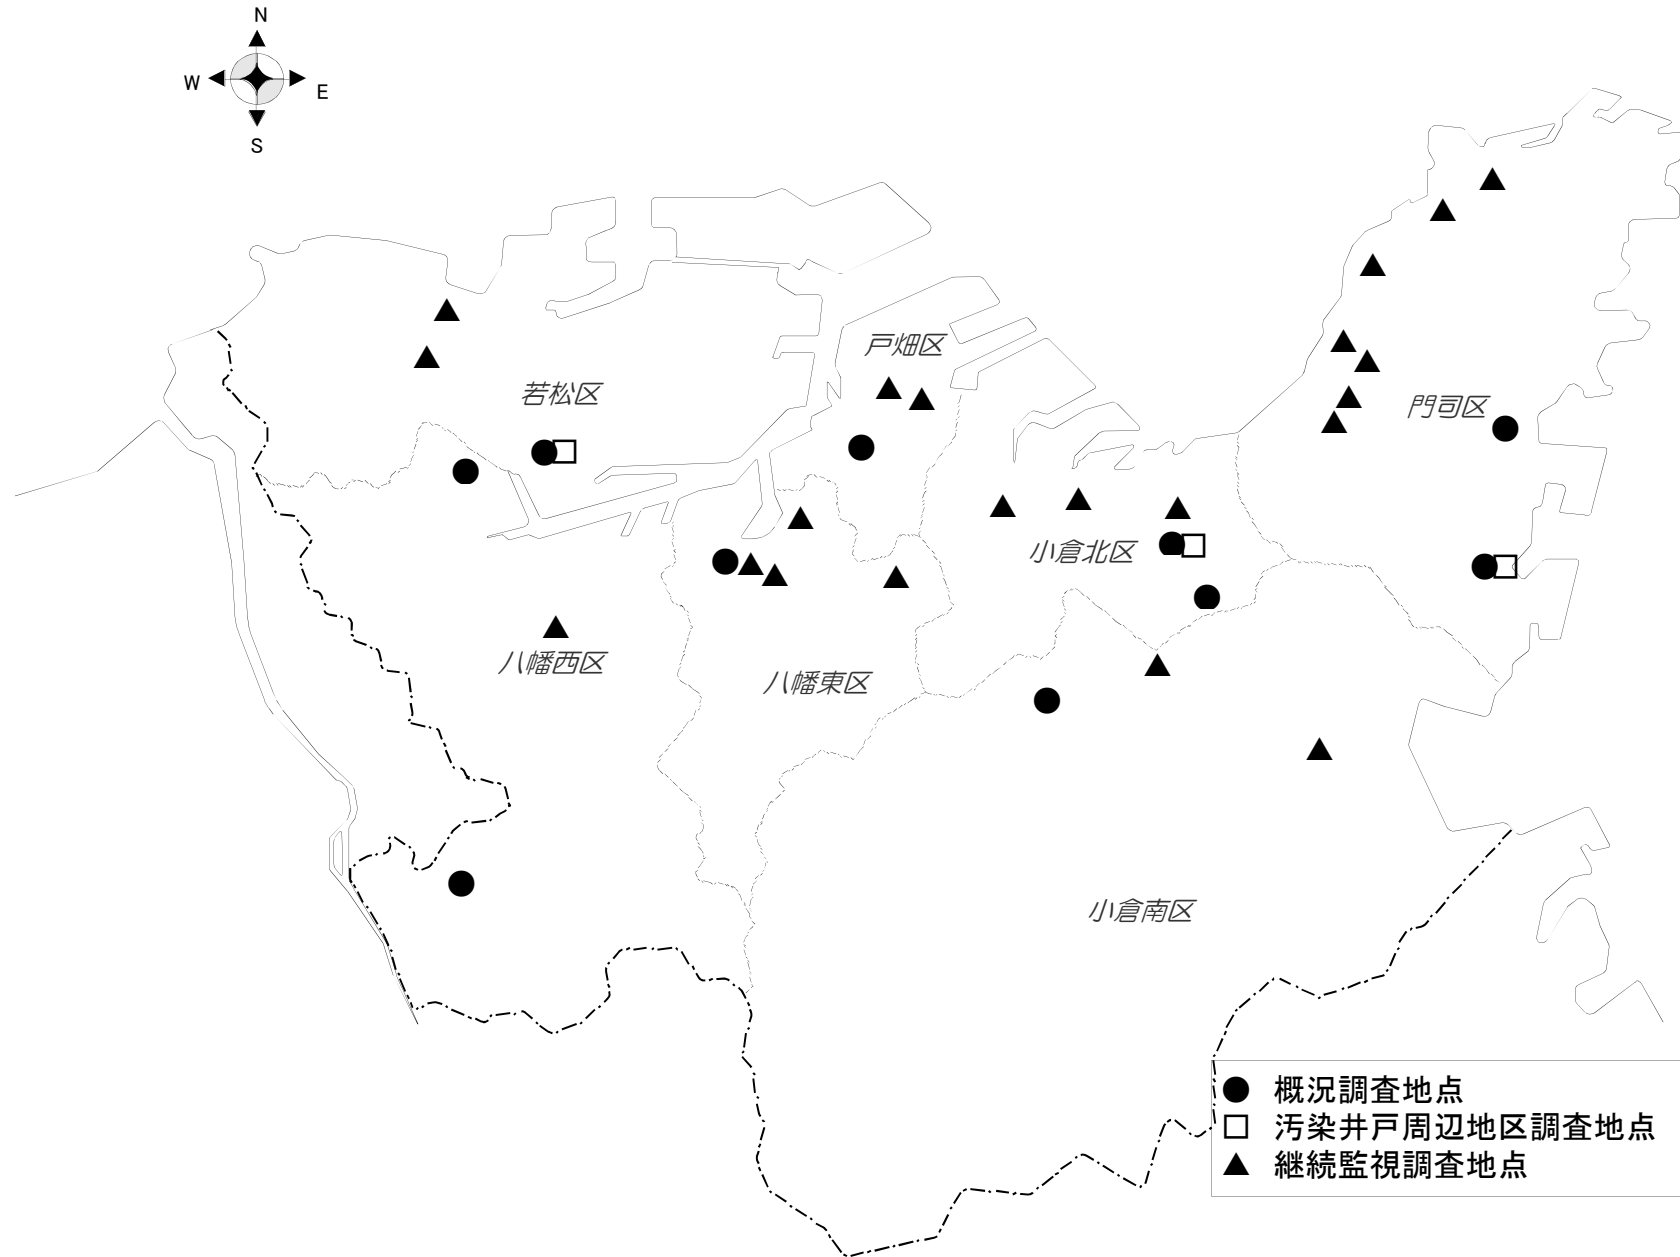 N
W
E
S
戸畑区
若松区
門司区
小倉北区
八幡西区
八幡東区
小倉南区
概況調査地点
汚染井戸周辺地区調査地点
継続監視調査地点